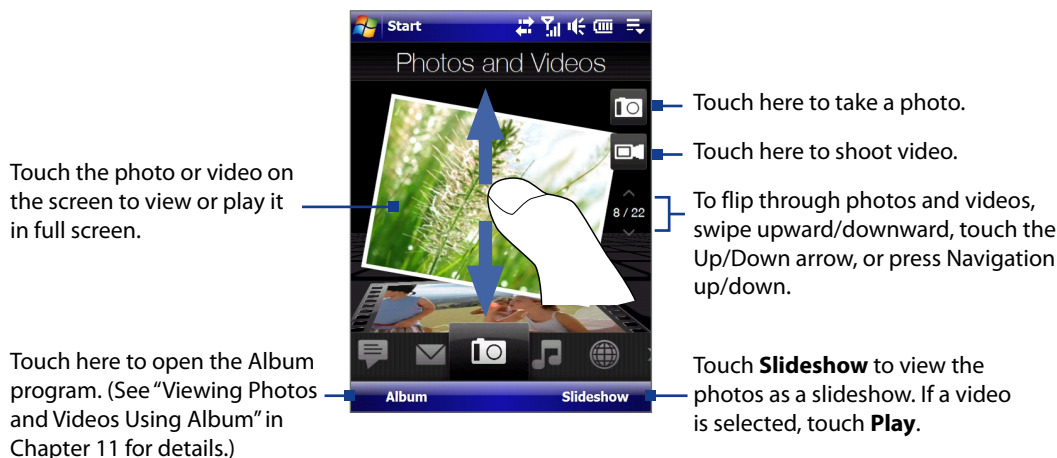 Start
Photos and Videos
Touch here to take a photo.
Touch here to shoot video.
Touch the photo or video on
the screen to view or play it
in full screen.
8 / 22
To flip through photos and videos,
swipe upward/downward, touch the
Up/Down arrow, or press Navigation
up/down.
Touch here to open the Album
program. (See “Viewing Photos
and Videos Using Album” in
Chapter 11 for details.)
Album
Slideshow
Touch Slideshow to view the
photos as a slideshow. If a video
is selected, touch Play.